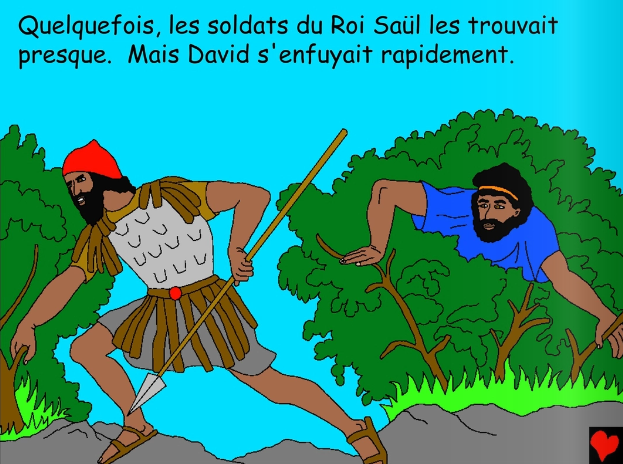 Quelquefois, les soldats du Roi Saül les trouvait
presque. Mais David s'enfuyait rapidement.